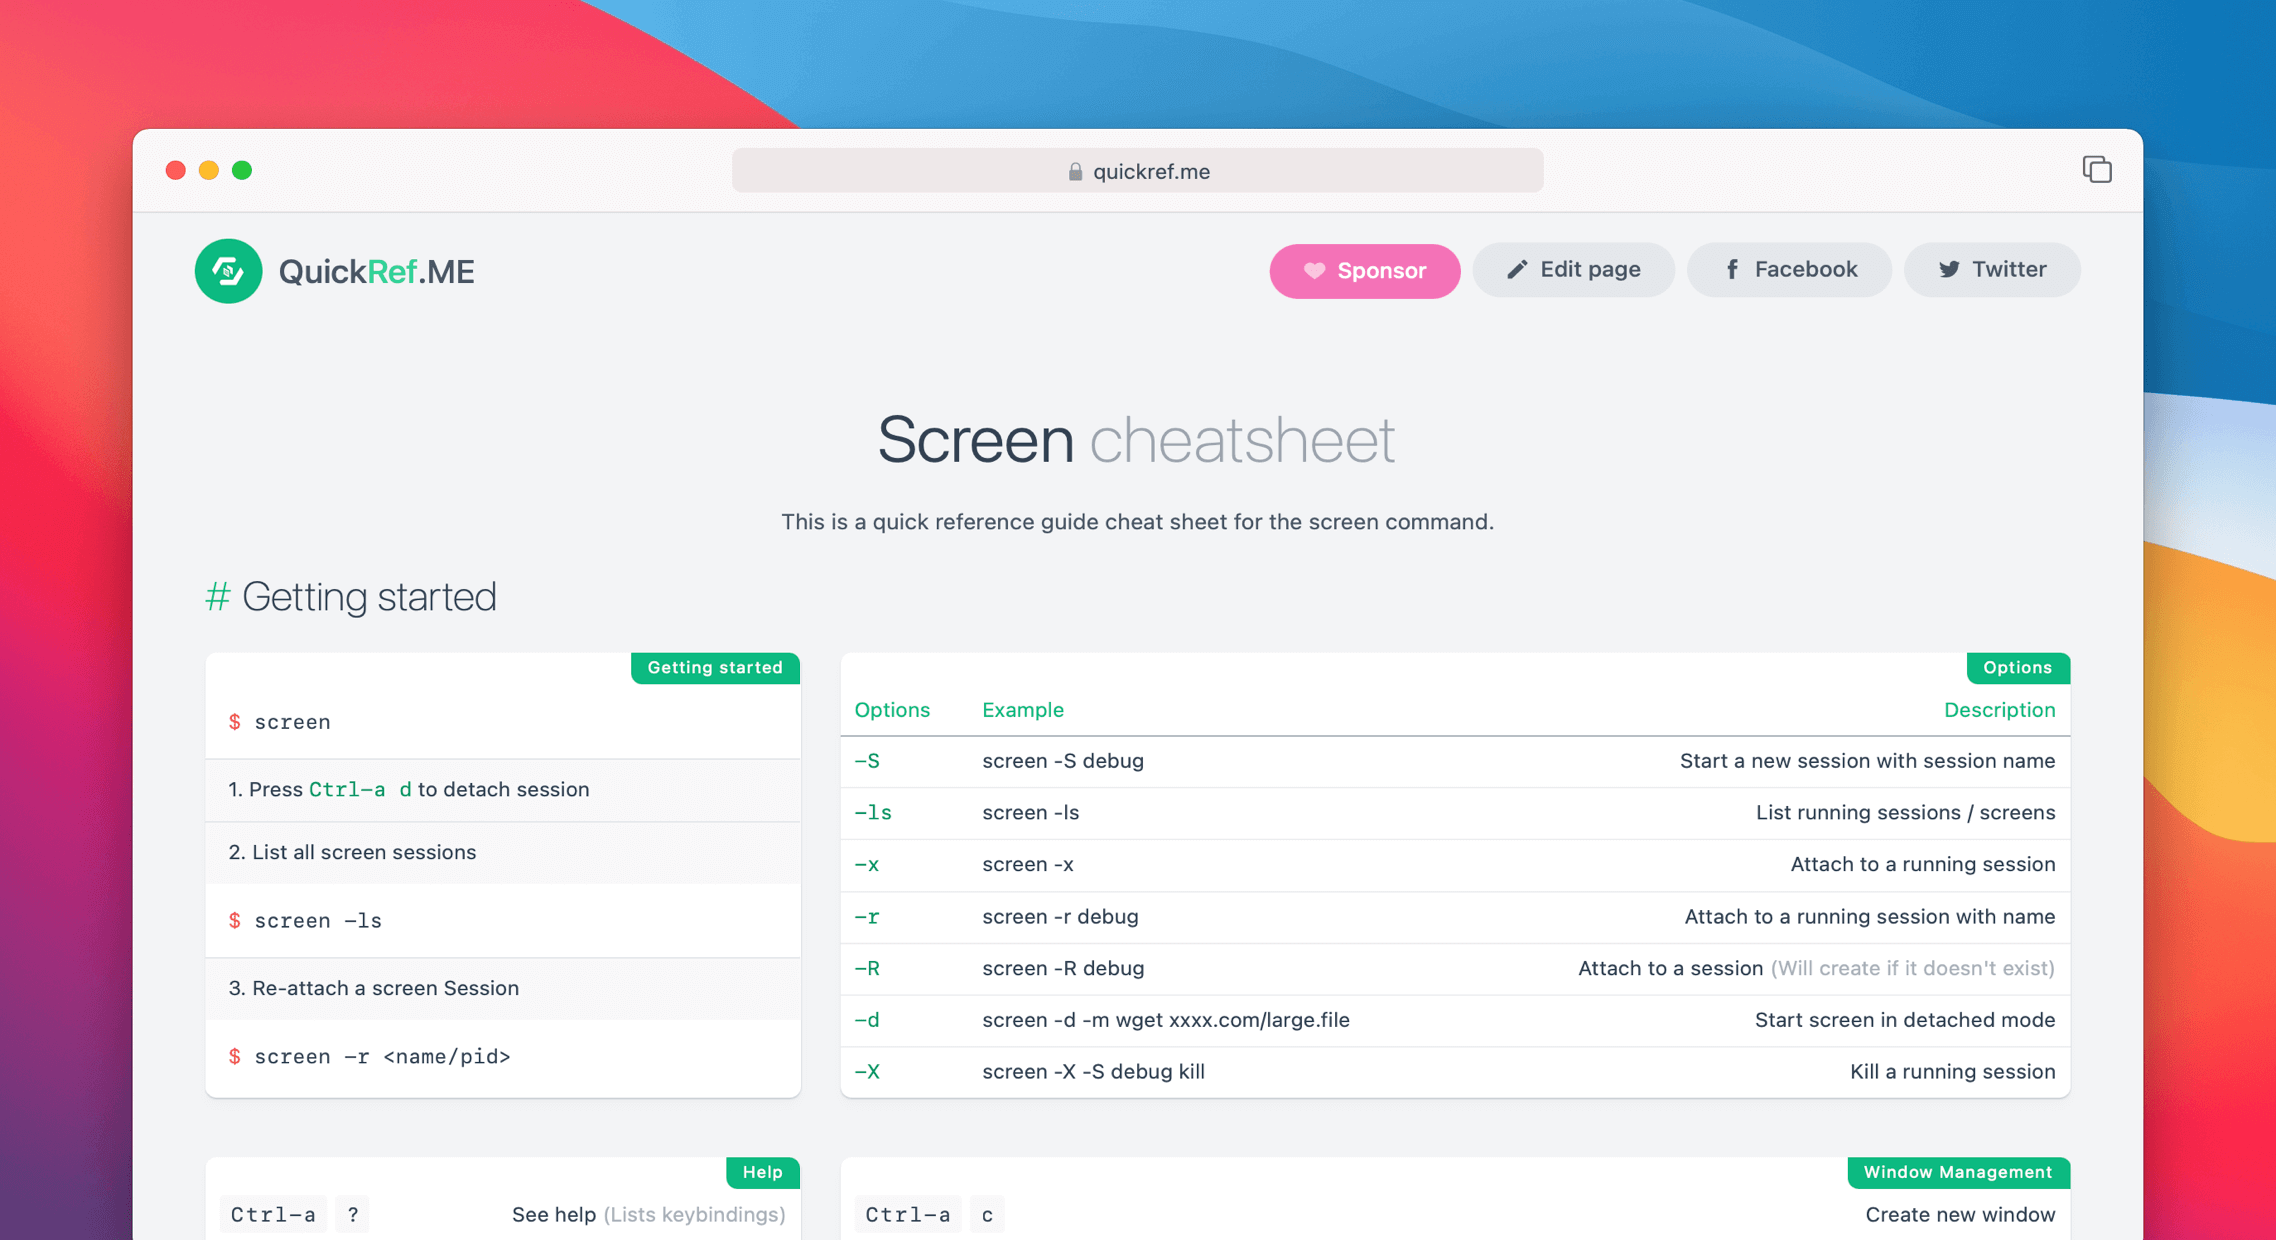 quickref.me
QuickRef.ME
Sponsor
Edit page
Facebook
Twitter
Screen cheatsheet
This is a quick reference guide cheat sheet for the screen command.
# Getting started
Getting started
$ screen
1. Press Ctrl-a d to detach session
2. List all screen sessions
$ screen -ls
3. Re-attach a screen Session
$ screen -r <name/pid>
Options
Options Example Description
-S screen -S debug Start a new session with session name
-ls screen -ls List running sessions / screens
-x screen -x Attach to a running session
-r screen -r debug Attach to a running session with name
-R screen -R debug Attach to a session (Will create if it doesn't exist)
-d screen -d -m wget xxxx.com/large.file Start screen in detached mode
-X screen -X -S debug kill Kill a running session
Help
Ctrl-a ? See help (Lists keybindings)
Window Management
Ctrl-a c Create new window